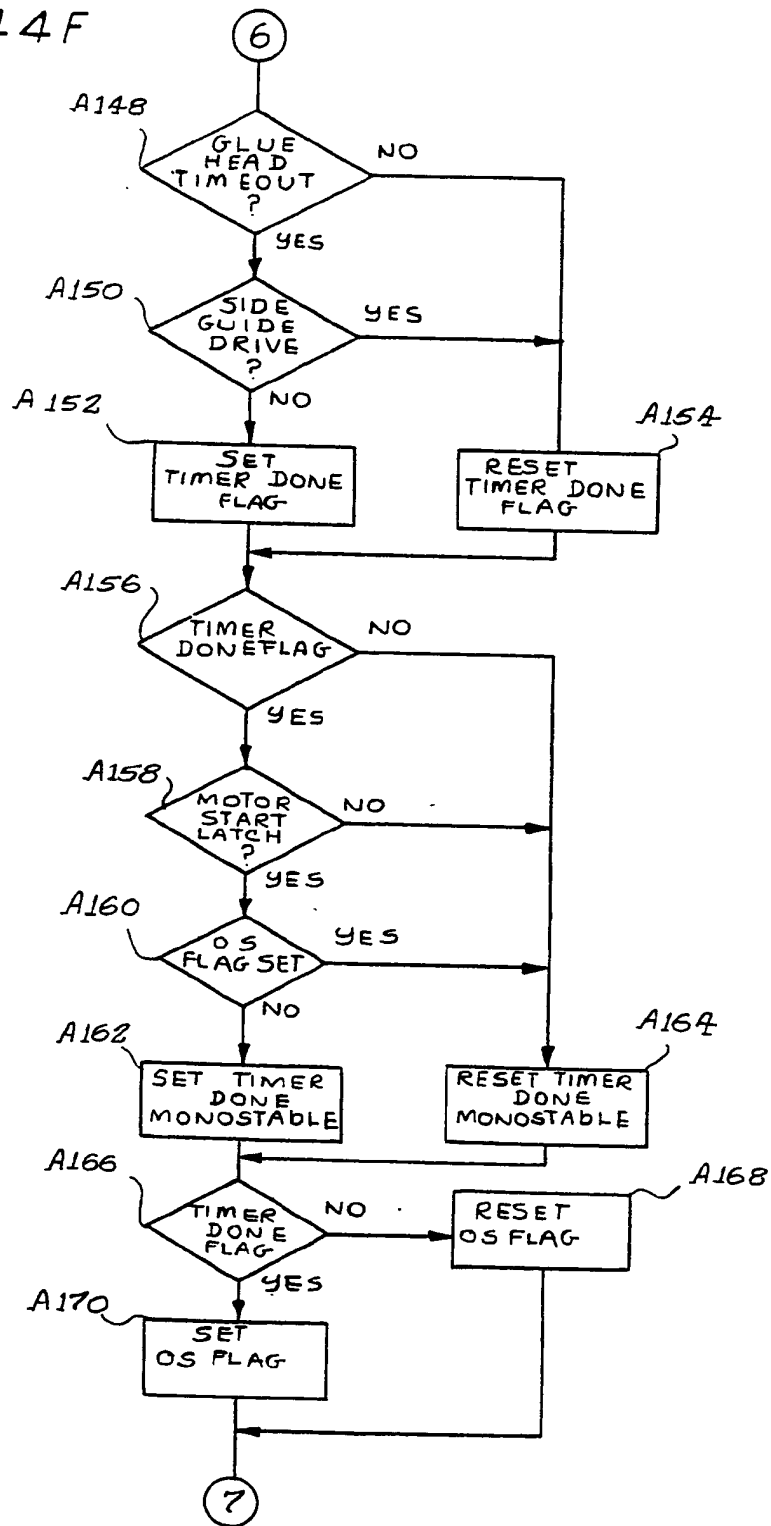 4F
6
A148
GLUE
HEAD
TIMEOUT
?
NO
YES
A150
SIDE
GUIDE
DRIVE
?
YES
NO
A152
SET
TIMER DONE
FLAG
A154
RESET
TIMER DONE
FLAG
A156
TIMER
DONEFLAG
NO
YES
A158
MOTOR
START
LATCH
?
NO
YES
A160
OS
FLAG SET
YES
NO
A162
SET TIMER
DONE
MONOSTABLE
A164
RESET TIMER
DONE
MONOSTABLE
A166
TIMER
DONE
FLAG
NO
YES
A168
RESET
OS FLAG
A170
SET
OS FLAG
7